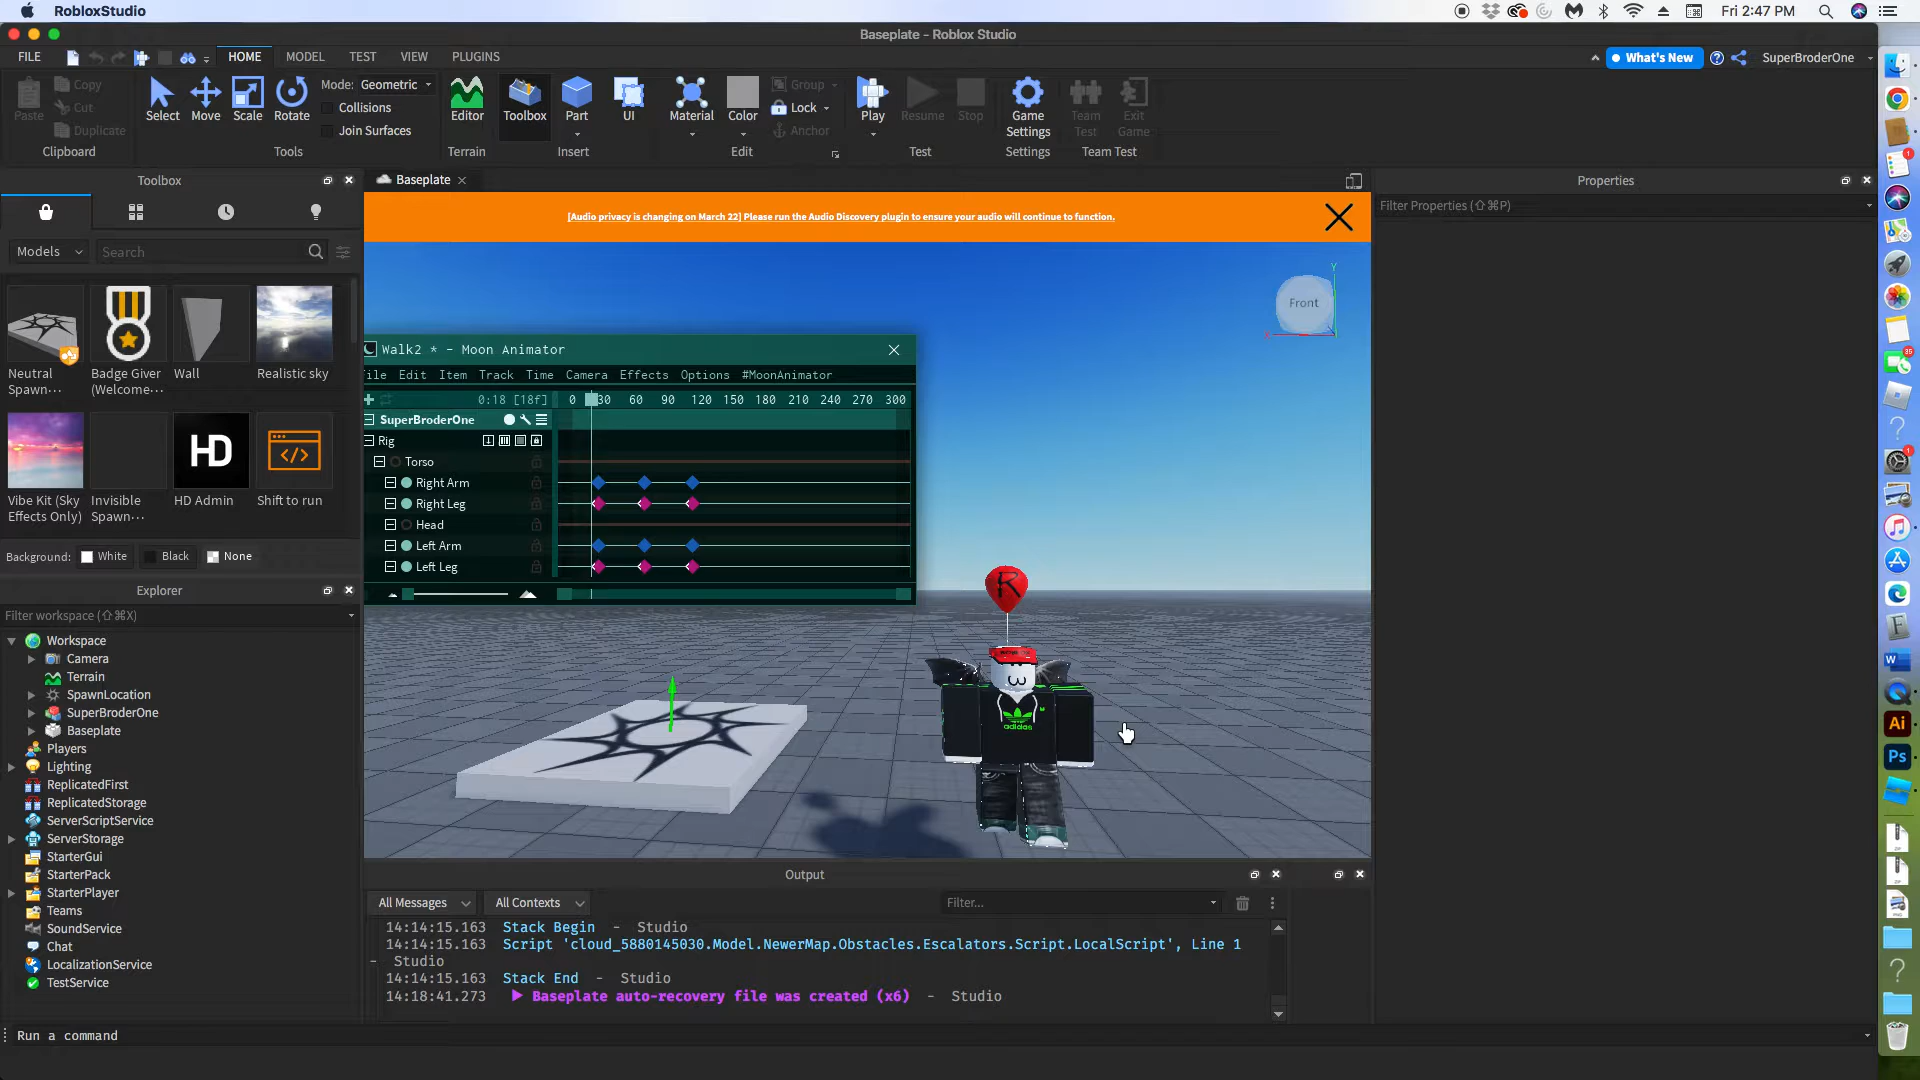 RobloxStudio
Fri 2:47 PM
Baseplate - Roblox Studio
FILE
HOME
MODEL
TEST
VIEW
PLUGINS
What's New
SuperBroderOne
Paste
Copy
Cut
Duplicate
Clipboard
Select
Move
Scale
Rotate
Mode: Geometric
Collisions
Join Surfaces
Tools
Editor
Terrain
Toolbox
Part
UI
Insert
Material
Color
Group
Lock
Anchor
Edit
Play
Resume
Stop
Test
Game
Settings
Settings
Team
Test
Exit
Game
Team Test
Toolbox
Baseplate
Properties
Filter Properties (⇧⌘P)
[Audio privacy is changing on March 22] Please run the Audio Discovery plugin to ensure your audio will continue to function.
Models
Search
Neutral
Spawn...
Badge Giver
(Welcome...
Wall
Realistic sky
Vibe Kit (Sky
Effects Only)
Invisible
Spawn...
HD
HD Admin
Shift to run
Background:
White
Black
None
Front
Y
X
Walk2 * - Moon Animator
ile Edit Item Track Time Camera Effects Options #MoonAnimator
0:18 [18f]
0 30 60 90 120 150 180 210 240 270 300
SuperBroderOne
Rig
Torso
Right Arm
Right Leg
Head
Left Arm
Left Leg
R
adidas
Explorer
Filter workspace (⇧⌘X)
Workspace
Camera
Terrain
SpawnLocation
SuperBroderOne
Baseplate
Players
Lighting
ReplicatedFirst
ReplicatedStorage
ServerScriptService
ServerStorage
StarterGui
StarterPack
StarterPlayer
Teams
SoundService
Chat
LocalizationService
TestService
Output
All Messages
All Contexts
Filter...
14:14:15.163 Stack Begin - Studio
14:14:15.163 Script 'cloud_5880145030.Model.NewerMap.Obstacles.Escalators.Script.LocalScript', Line 1
- Studio
14:14:15.163 Stack End - Studio
14:18:41.273 Baseplate auto-recovery file was created (x6) - Studio
Run a command
1
35
1
F
W
Ai
Ps